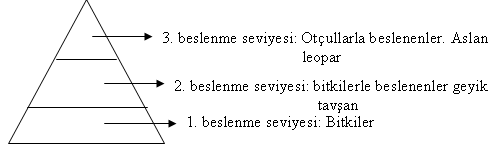 3. beslenme seviyesi: Otçullarla beslenenler. Aslan
leopar
2. beslenme seviyesi: bitkilerle beslenenler geyik
tavşan
1. beslenme seviyesi: Bitkiler